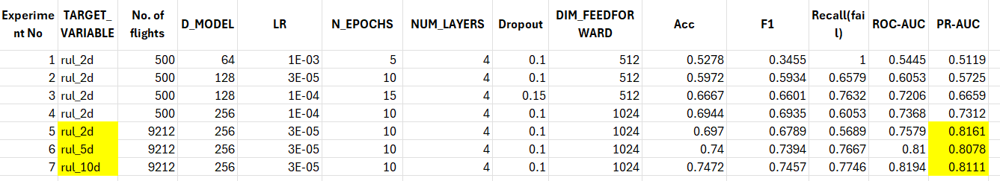 Experiment No TARGET_VARIABLE No. of flights D_MODEL LR N_EPOCHS NUM_LAYERS Dropout DIM_FEEDFORWARD Acc F1 Recall(fail) ROC-AUC PR-AUC
1 rul_2d 500 64 1E-03 5 4 0.1 512 0.5278 0.3455 1 0.5445 0.5119
2 rul_2d 500 128 3E-05 10 4 0.1 512 0.5972 0.5934 0.6579 0.6053 0.5725
3 rul_2d 500 128 1E-04 15 4 0.15 512 0.6667 0.6601 0.7632 0.7206 0.6659
4 rul_2d 500 256 1E-04 10 4 0.1 1024 0.6944 0.6935 0.6053 0.7368 0.7312
5 rul_2d 9212 256 3E-05 10 4 0.1 1024 0.697 0.6789 0.5689 0.7579 0.8161
6 rul_5d 9212 256 3E-05 10 4 0.1 1024 0.74 0.7394 0.7667 0.81 0.8078
7 rul_10d 9212 256 3E-05 10 4 0.1 1024 0.7472 0.7457 0.7746 0.8194 0.8111